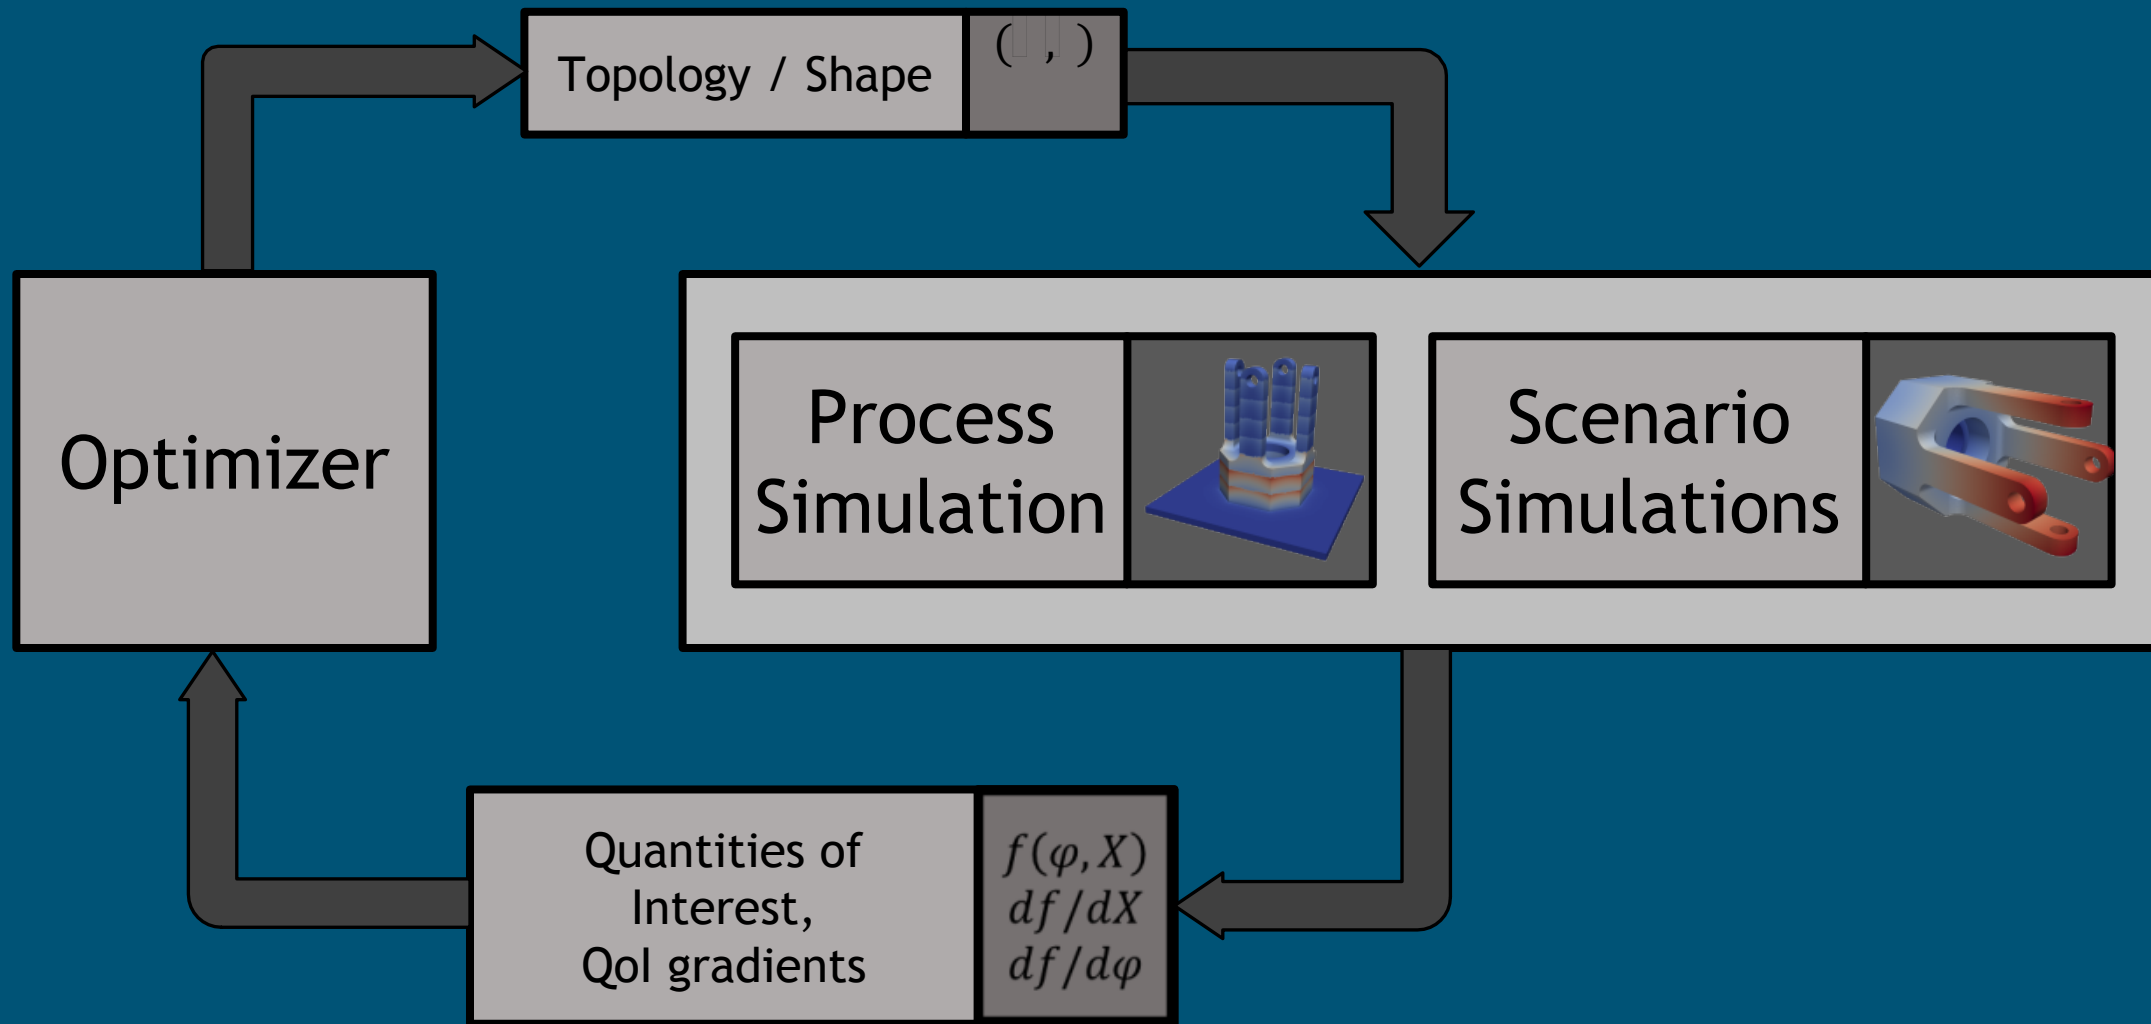 Topology / Shape
( , )
Optimizer
Process
Simulation
Scenario
Simulations
Quantities of
Interest,
QoI gradients
f(φ,X)
df/dX
df/dφ